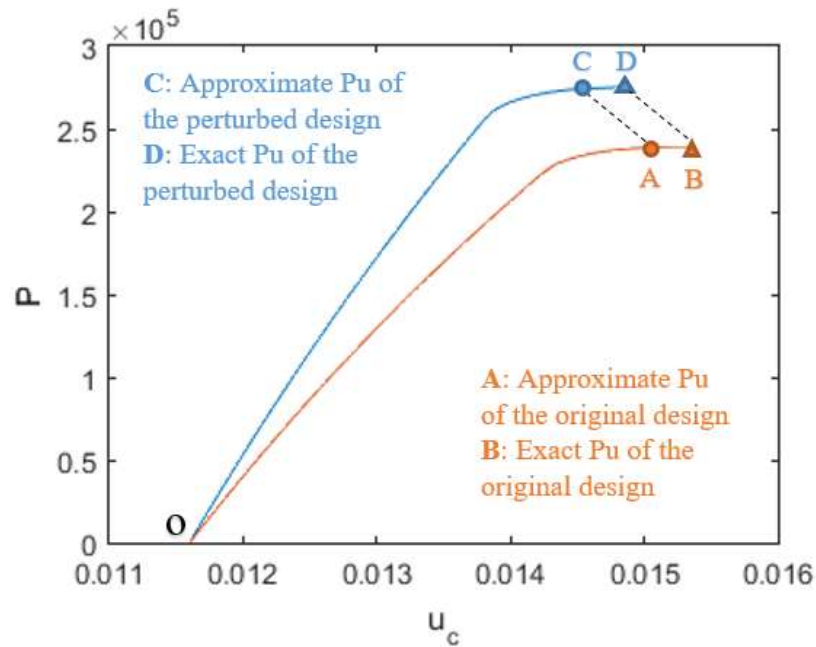 × 10⁵
3
C: Approximate Pu of
the perturbed design
D: Exact Pu of the
perturbed design
C D
2.5
A B
2
P
1.5
A: Approximate Pu
of the original design
B: Exact Pu of the
original design
1
0.5
O
0
0.011 0.012 0.013 0.014 0.015 0.016
u_c